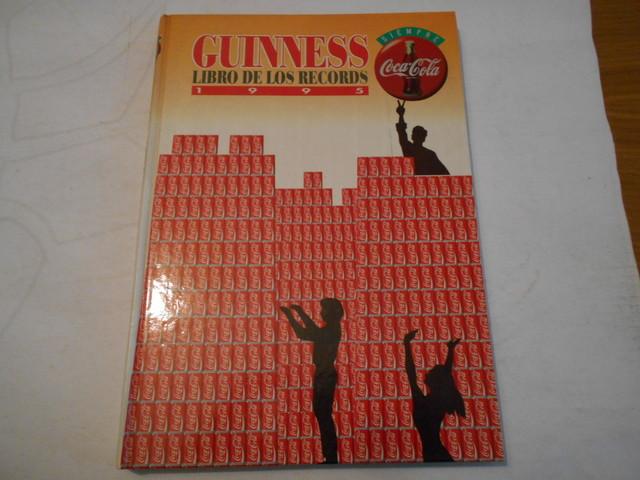 GUINNESS
LIBRO DE LOS RECORDS
1995
SIEMPRE
Coca-Cola